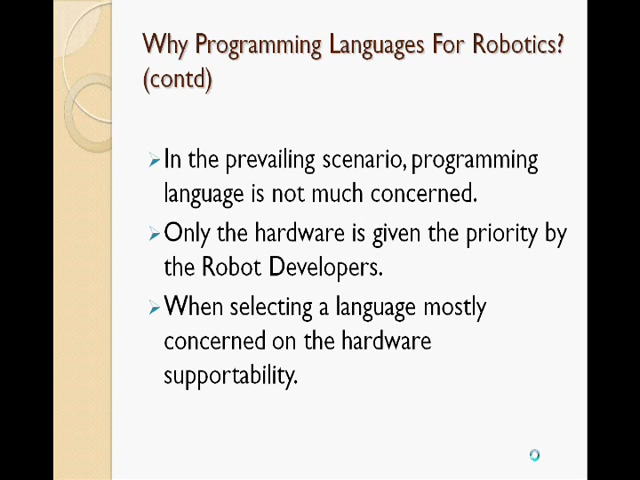 Why Programming Languages For Robotics?
(contd)
In the prevailing scenario, programming
language is not much concerned.
Only the hardware is given the priority by
the Robot Developers.
When selecting a language mostly
concerned on the hardware
supportability.